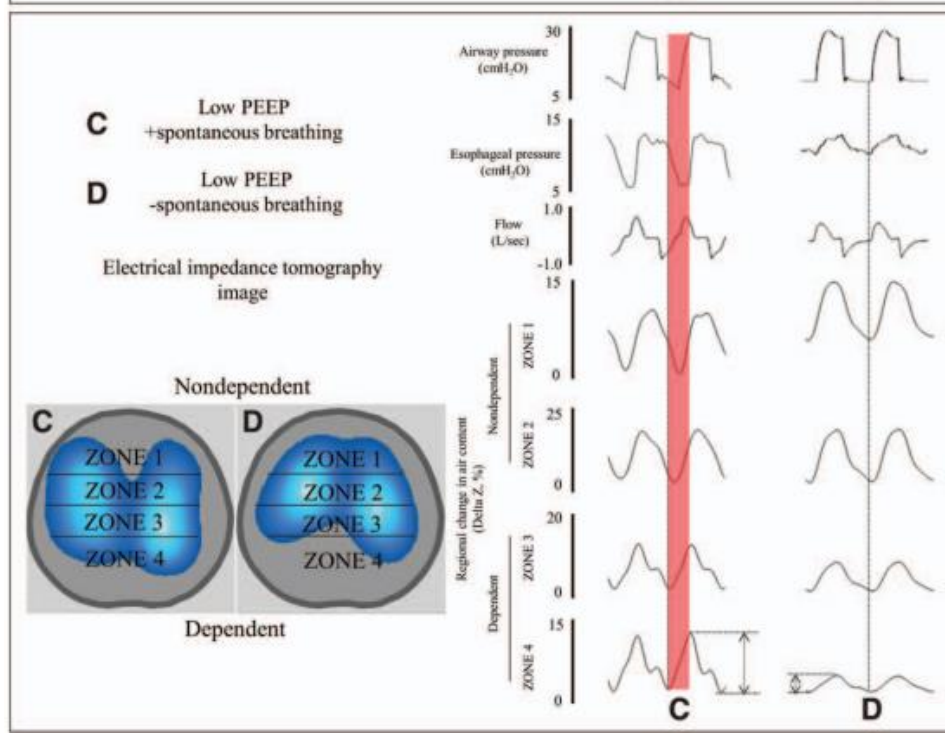 C
Low PEEP
+spontaneous breathing
D
Low PEEP
-spontaneous breathing
Electrical impedance tomography
image
Nondependent
C
D
ZONE 1
ZONE 1
ZONE 2
ZONE 2
ZONE 3
ZONE 3
ZONE 4
ZONE 4
Dependent
Airway pressure
(cmH₂O)
30
5
Esophageal pressure
(cmH₂O)
15
5
Flow
(L/sec)
1.0
-1.0
Regional change in air content
(Delta Z, %)
Nondependent
ZONE 1
15
0
ZONE 2
25
0
Dependent
ZONE 3
20
0
ZONE 4
15
0
C
D